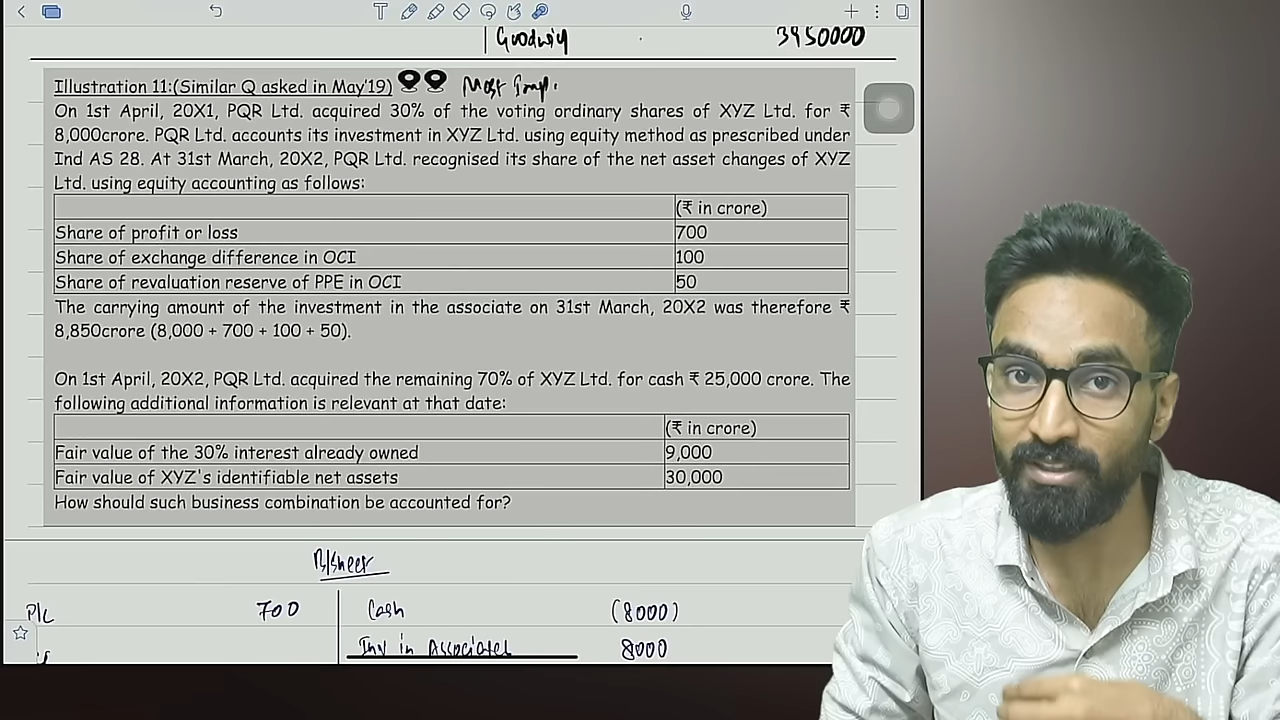 Goodwill 3950000
Illustration 11:(Similar Q asked in May'19) Most Imp.
On 1st April, 20X1, PQR Ltd. acquired 30% of the voting ordinary shares of XYZ Ltd. for ₹
8,000crore. PQR Ltd. accounts its investment in XYZ Ltd. using equity method as prescribed under
Ind AS 28. At 31st March, 20X2, PQR Ltd. recognised its share of the net asset changes of XYZ
Ltd. using equity accounting as follows:
(₹ in crore)
Share of profit or loss 700
Share of exchange difference in OCI 100
Share of revaluation reserve of PPE in OCI 50
The carrying amount of the investment in the associate on 31st March, 20X2 was therefore ₹
8,850crore (8,000 + 700 + 100 + 50).
On 1st April, 20X2, PQR Ltd. acquired the remaining 70% of XYZ Ltd. for cash ₹ 25,000 crore. The
following additional information is relevant at that date:
(₹ in crore)
Fair value of the 30% interest already owned 9,000
Fair value of XYZ's identifiable net assets 30,000
How should such business combination be accounted for?
B/sheet
P/L 700 Cash (8000)
Inv in Associates 8000